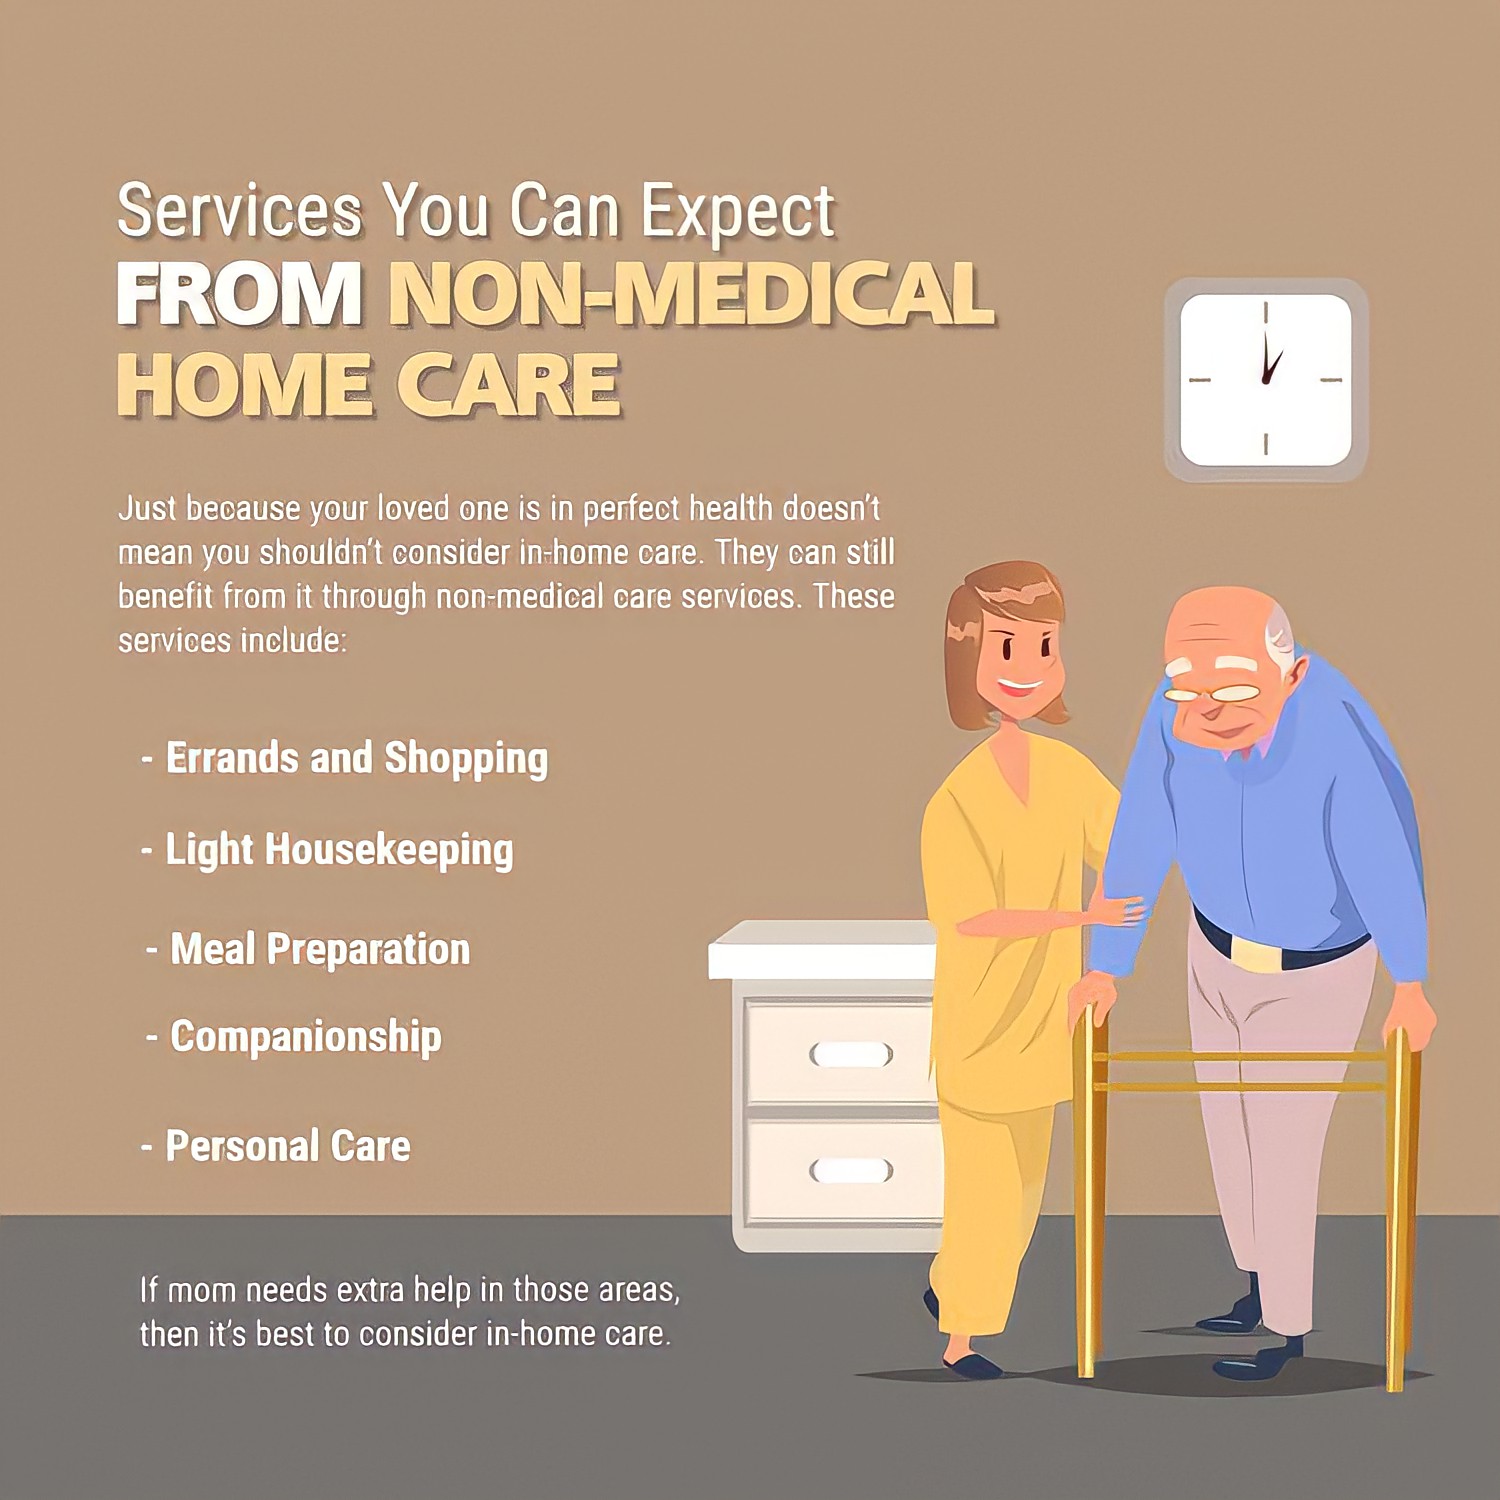 Services You Can Expect
FROM NON-MEDICAL
HOME CARE
Just because your loved one is in perfect health doesn't
mean you shouldn't consider in-home care. They can still
benefit from it through non-medical care services. These
services include:
- Errands and Shopping
- Light Housekeeping
- Meal Preparation
- Companionship
- Personal Care
If mom needs extra help in those areas,
then it's best to consider in-home care.